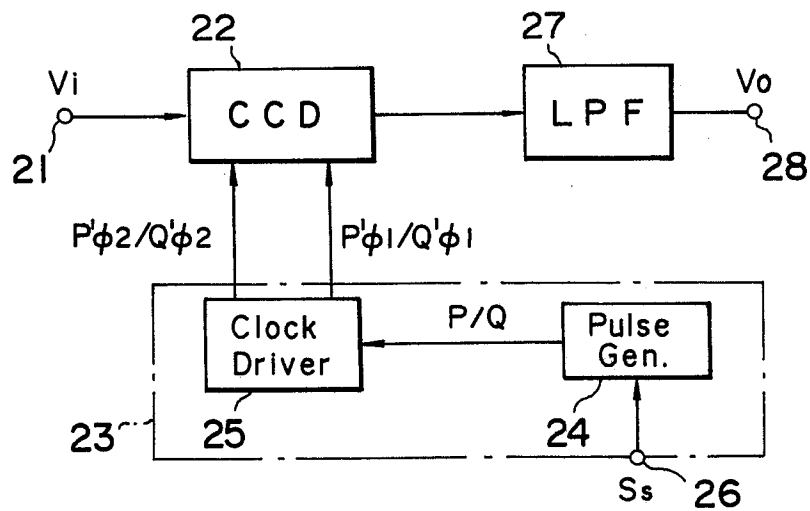 22
27
Vi
CCD
LPF
Vo
21
28
P'φ2/Q'φ2
P'φ1/Q'φ1
Clock
Driver
P/Q
Pulse
Gen.
23
25
24
Ss
26